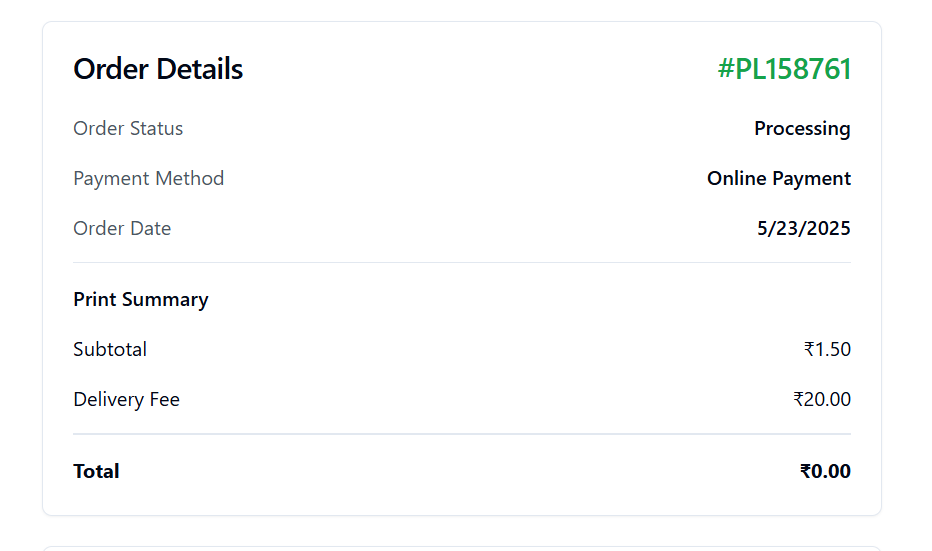 Order Details #PL158761
Order Status Processing
Payment Method Online Payment
Order Date 5/23/2025
Print Summary
Subtotal ₹1.50
Delivery Fee ₹20.00
Total ₹0.00